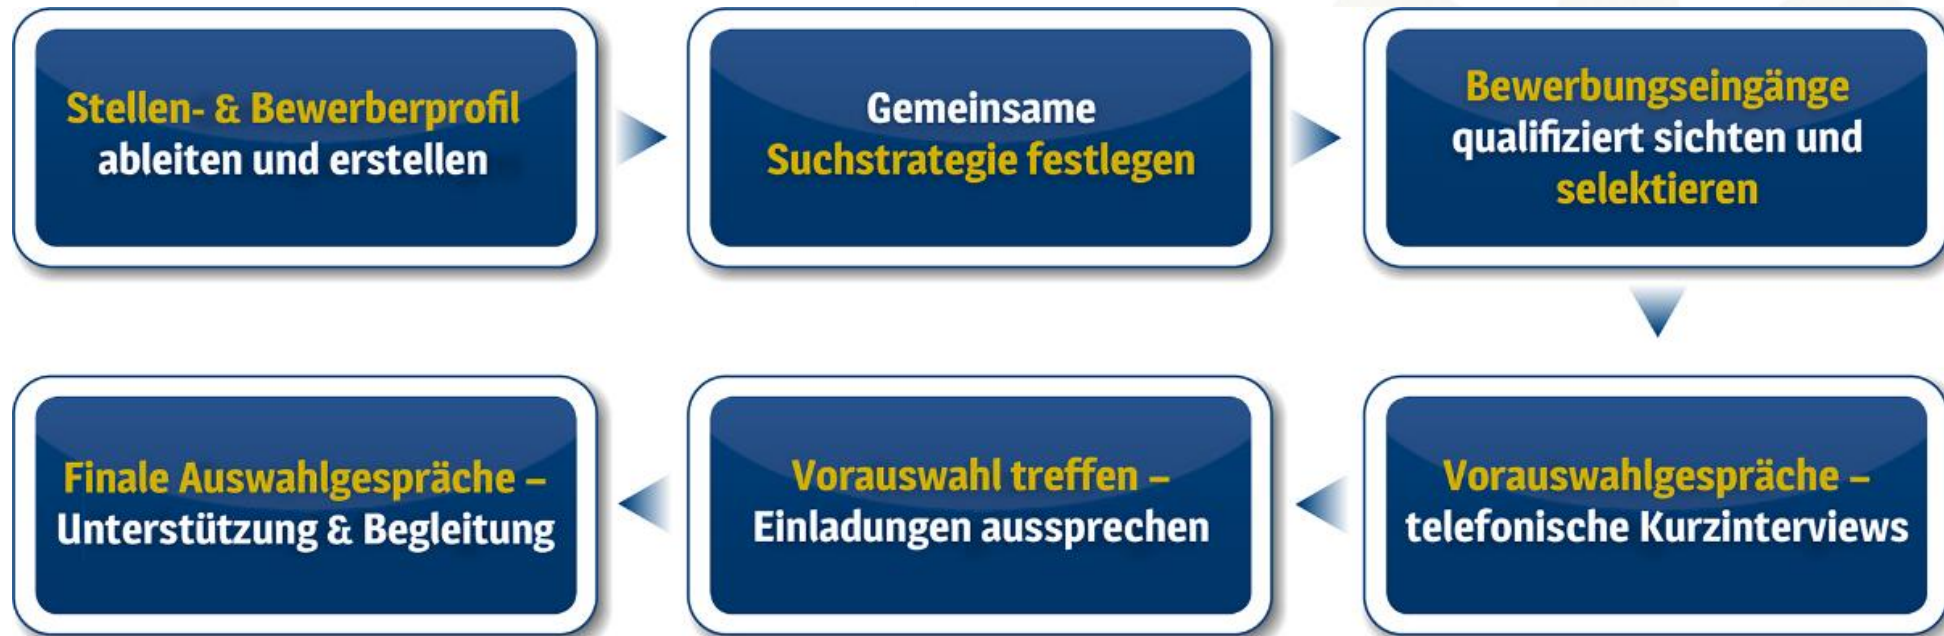 Stellen- & Bewerberprofil
ableiten und erstellen
Gemeinsame
Suchstrategie festlegen
Bewerbungseingänge
qualifiziert sichten und
selektieren
Vorauswahlgespräche –
telefonische Kurzinterviews
Vorauswahl treffen –
Einladungen aussprechen
Finale Auswahlgespräche –
Unterstützung & Begleitung